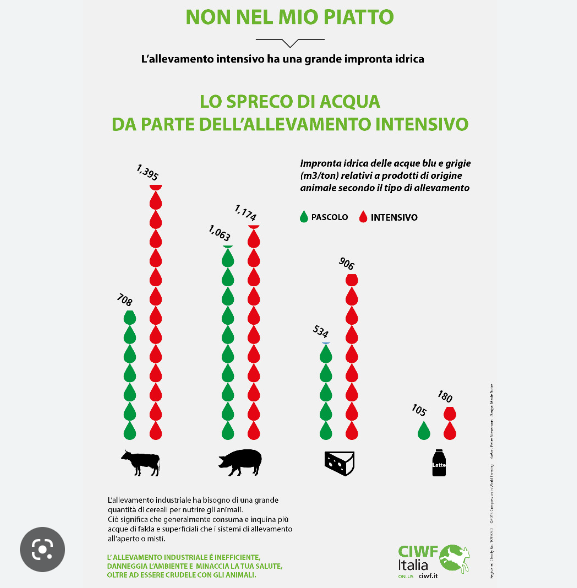 NON NEL MIO PIATTO
L'allevamento intensivo ha una grande impronta idrica
LO SPRECO DI ACQUA
DA PARTE DELL'ALLEVAMENTO INTENSIVO
Impronta idrica delle acque blu e grigie
(m3/ton) relativi a prodotti di origine
animale secondo il tipo di allevamento
PASCOLO INTENSIVO
1,395
1,174
1,063
906
708
534
180
105
Latte
L'allevamento industriale ha bisogno di una grande
quantità di cereali per nutrire gli animali.
Ciò significa che generalmente consuma e inquina più
acque di falda e superficiali che i sistemi di allevamento
all'aperto o misti.
L'ALLEVAMENTO INDUSTRIALE È INEFFICIENTE,
DANNEGGIA L'AMBIENTE E MINACCIA LA TUA SALUTE,
OLTRE AD ESSERE CRUDELE CON GLI ANIMALI.
CIWF
Italia
ONLUS ciwf.it